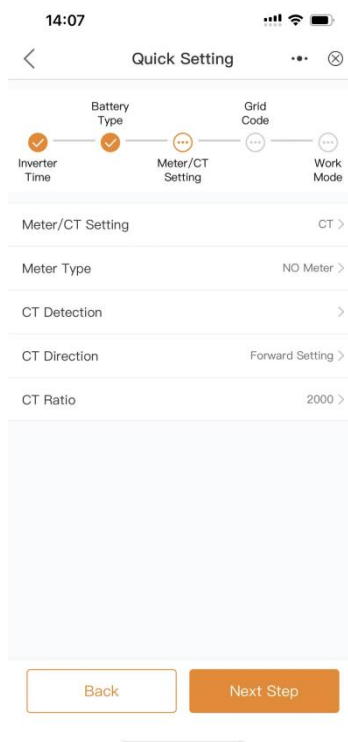 14:07
Quick Setting
Battery
Type
Grid
Code
Inverter
Time
Meter/CT
Setting
Work
Mode
Meter/CT Setting CT
Meter Type NO Meter
CT Detection
CT Direction Forward Setting
CT Ratio 2000
Back Next Step